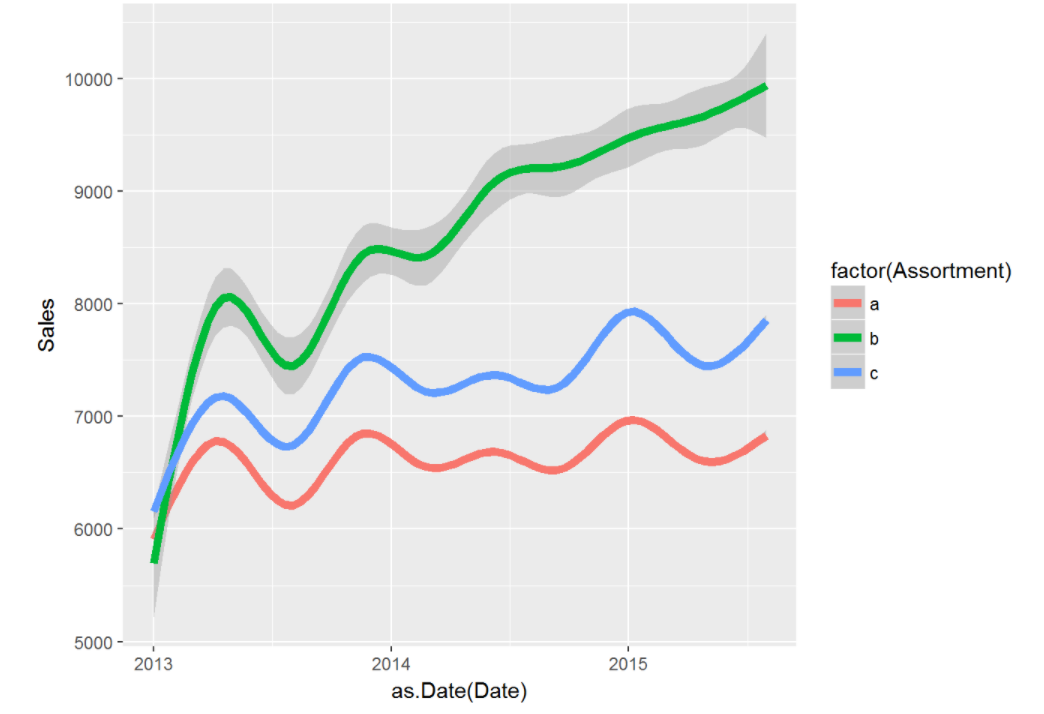 10000
9000
8000
7000
6000
5000
Sales
2013
2014
2015
as.Date(Date)
factor(Assortment)
a
b
c